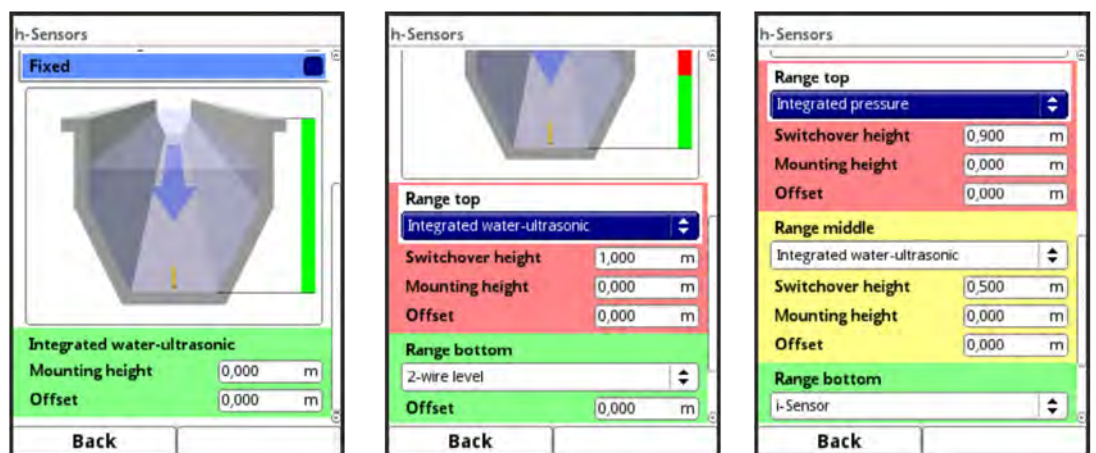 h-Sensors
Fixed
Integrated water-ultrasonic
Mounting height 0,000 m
Offset 0,000 m
Back
h-Sensors
Range top
Integrated water-ultrasonic
Switchover height 1,000 m
Mounting height 0,000 m
Offset 0,000 m
Range bottom
2-wire level
Offset 0,000 m
Back
h-Sensors
Range top
Integrated pressure
Switchover height 0,900 m
Mounting height 0,000 m
Offset 0,000 m
Range middle
Integrated water-ultrasonic
Switchover height 0,500 m
Mounting height 0,000 m
Offset 0,000 m
Range bottom
i-Sensor
Back